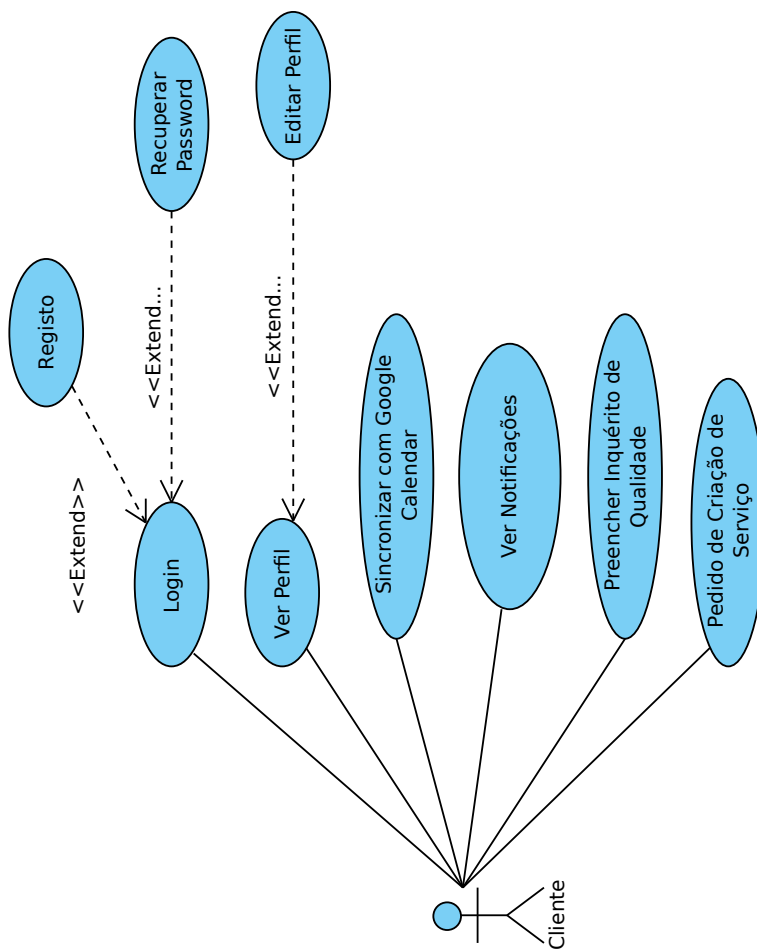 Registo
<<Extend>>
Recuperar
Password
<<Extend...
Login
Editar Perfil
<<Extend...
Ver Perfil
Sincronizar com Google
Calendar
Ver Notificações
Preencher Inquérito de
Qualidade
Pedido de Criação de
Serviço
Cliente